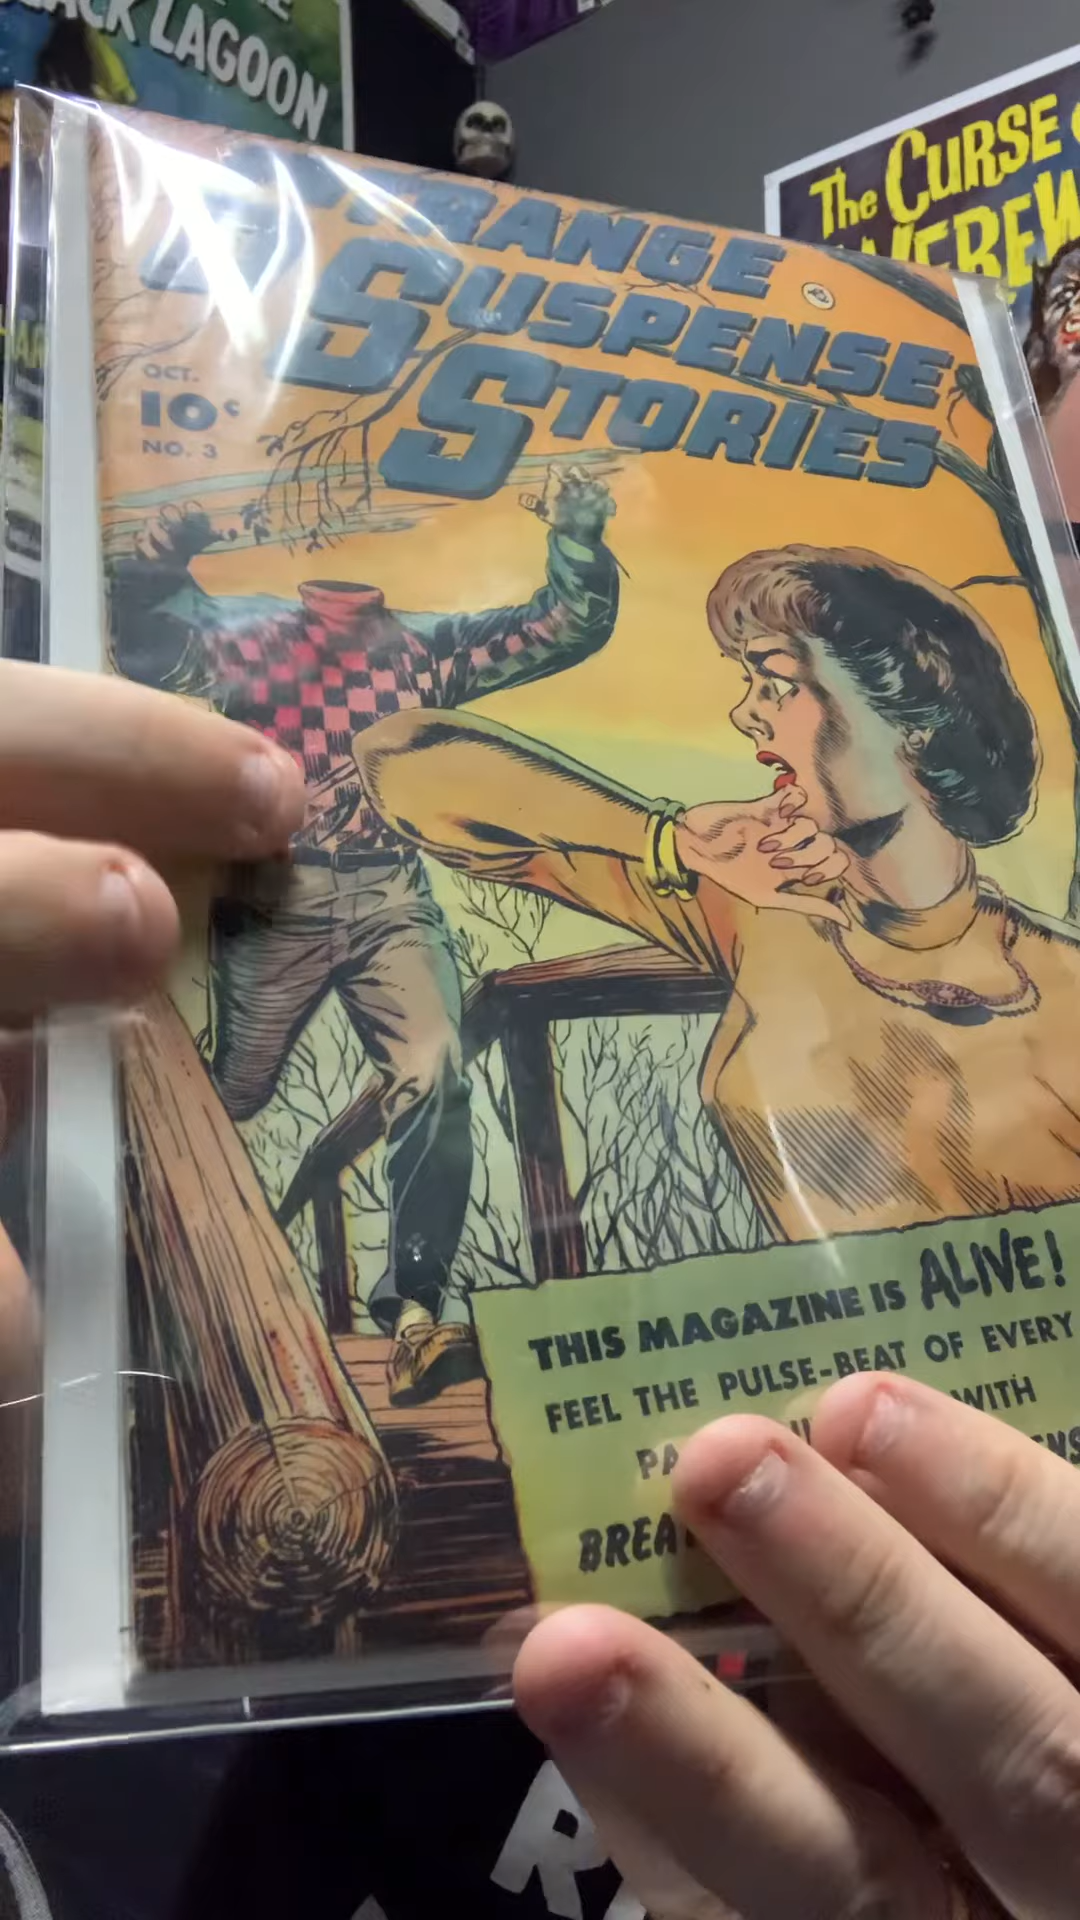 BLACK LAGOON
The CURSE
STRANGE
SUSPENSE
STORIES
OCT.
10¢
NO. 3
THIS MAGAZINE IS ALIVE!
FEEL THE PULSE-BEAT OF EVERY
WITH